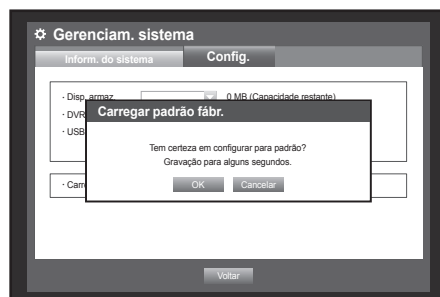 Gerenciam. sistema
Inform. do sistema
Config.
· Disp. armaz.
0 MB (Capacidade restante)
· DVR
Carregar padrão fábr.
· USB
Tem certeza em configurar para padrão?
Gravação para alguns segundos.
OK
Cancelar
Voltar